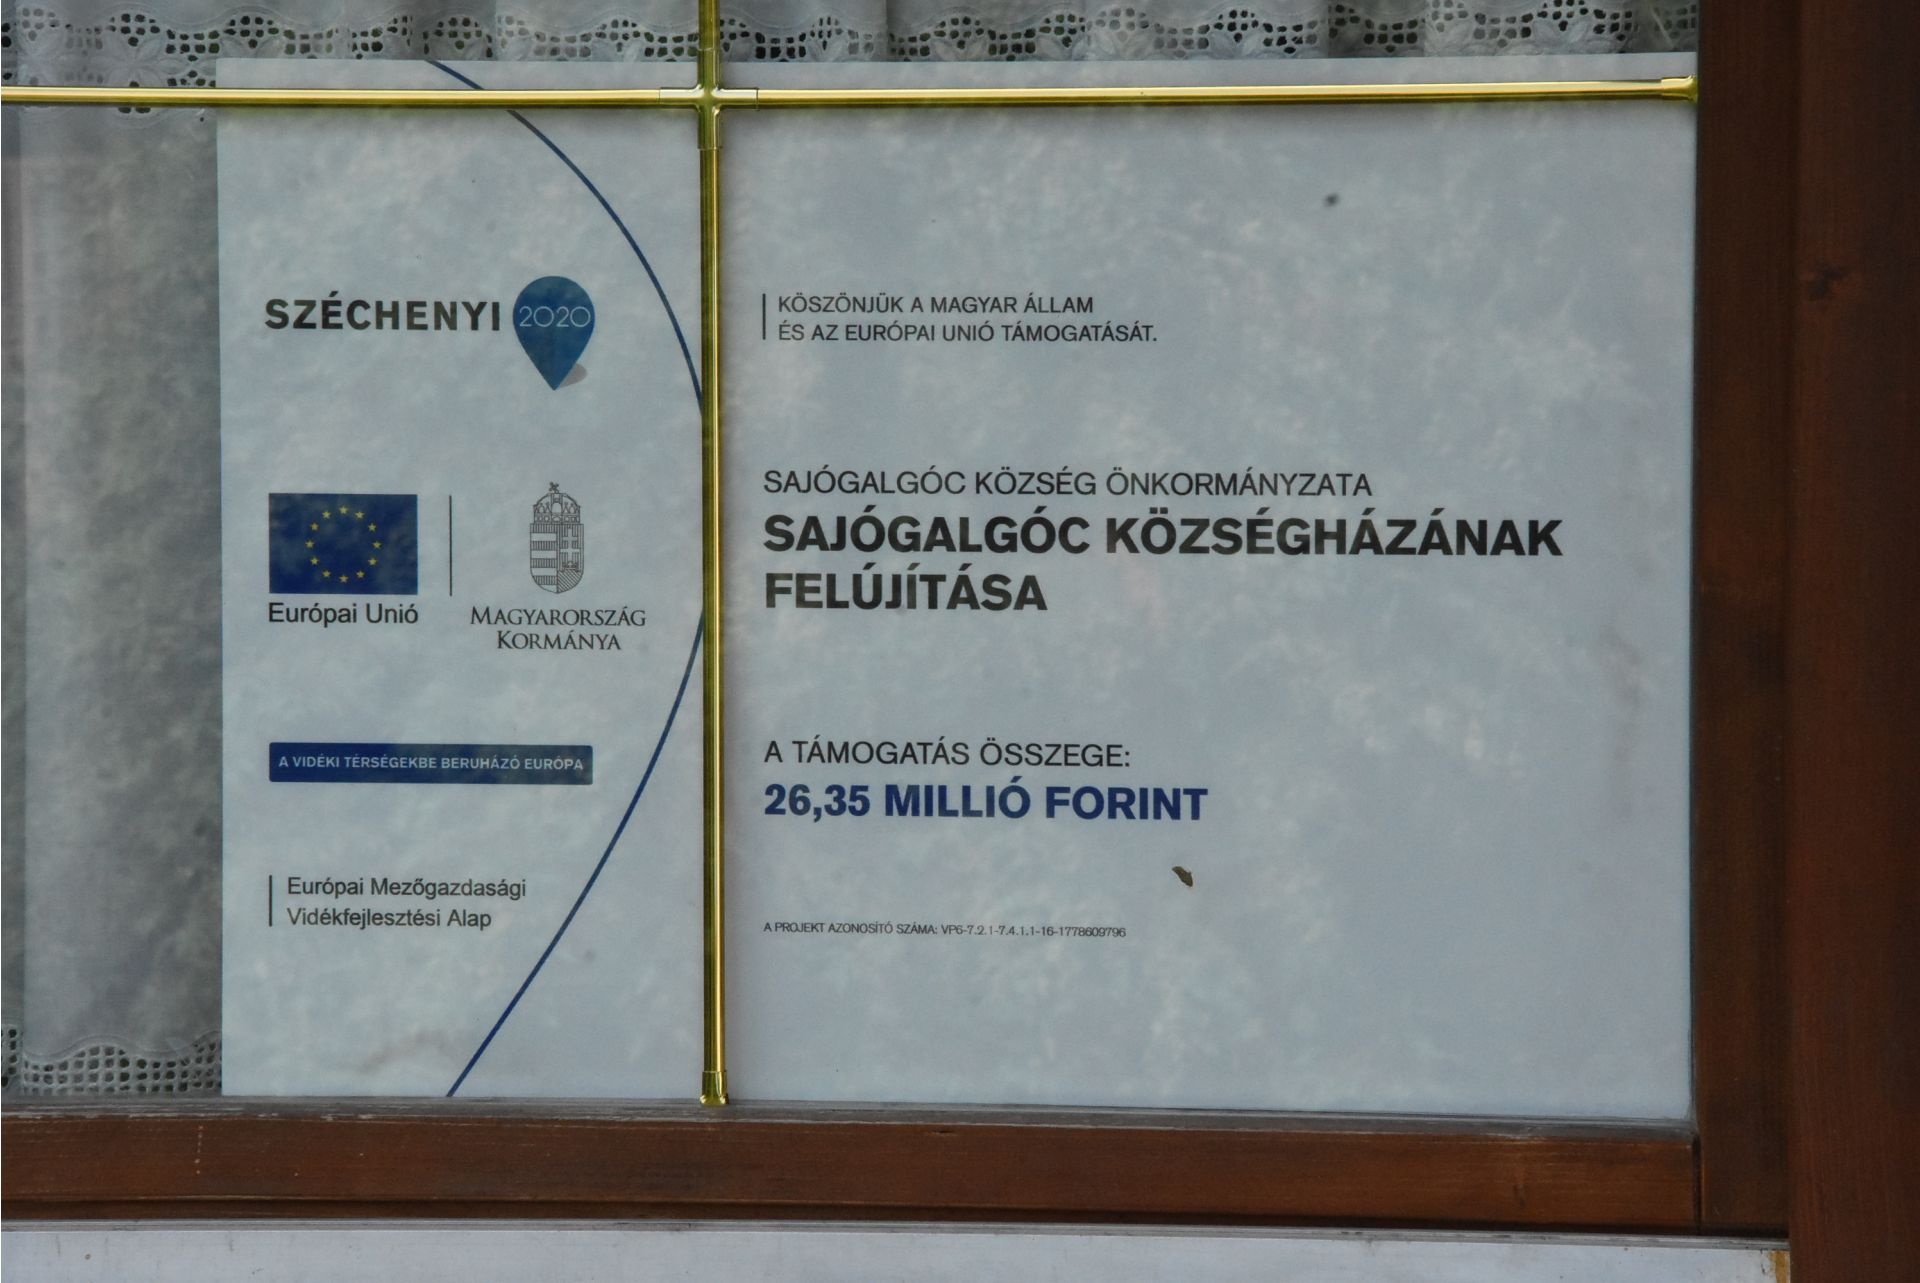 SZÉCHENYI 2020
Európai Unió
MAGYARORSZÁG
KORMÁNYA
A VIDÉKI TÉRSÉGEKBE BERUHÁZÓ EURÓPA
Európai Mezőgazdasági
Vidékfejlesztési Alap
KÖSZÖNJÜK A MAGYAR ÁLLAM
ÉS AZ EURÓPAI UNIÓ TÁMOGATÁSÁT.
SAJÓGALGÓC KÖZSÉG ÖNKORMÁNYZATA
SAJÓGALGÓC KÖZSÉGHÁZÁNAK
FELÚJÍTÁSA
A TÁMOGATÁS ÖSSZEGE:
26,35 MILLIÓ FORINT
A PROJEKT AZONOSÍTÓ SZÁMA: VP6-7.2.1-7.4.1.1-16-1778609796